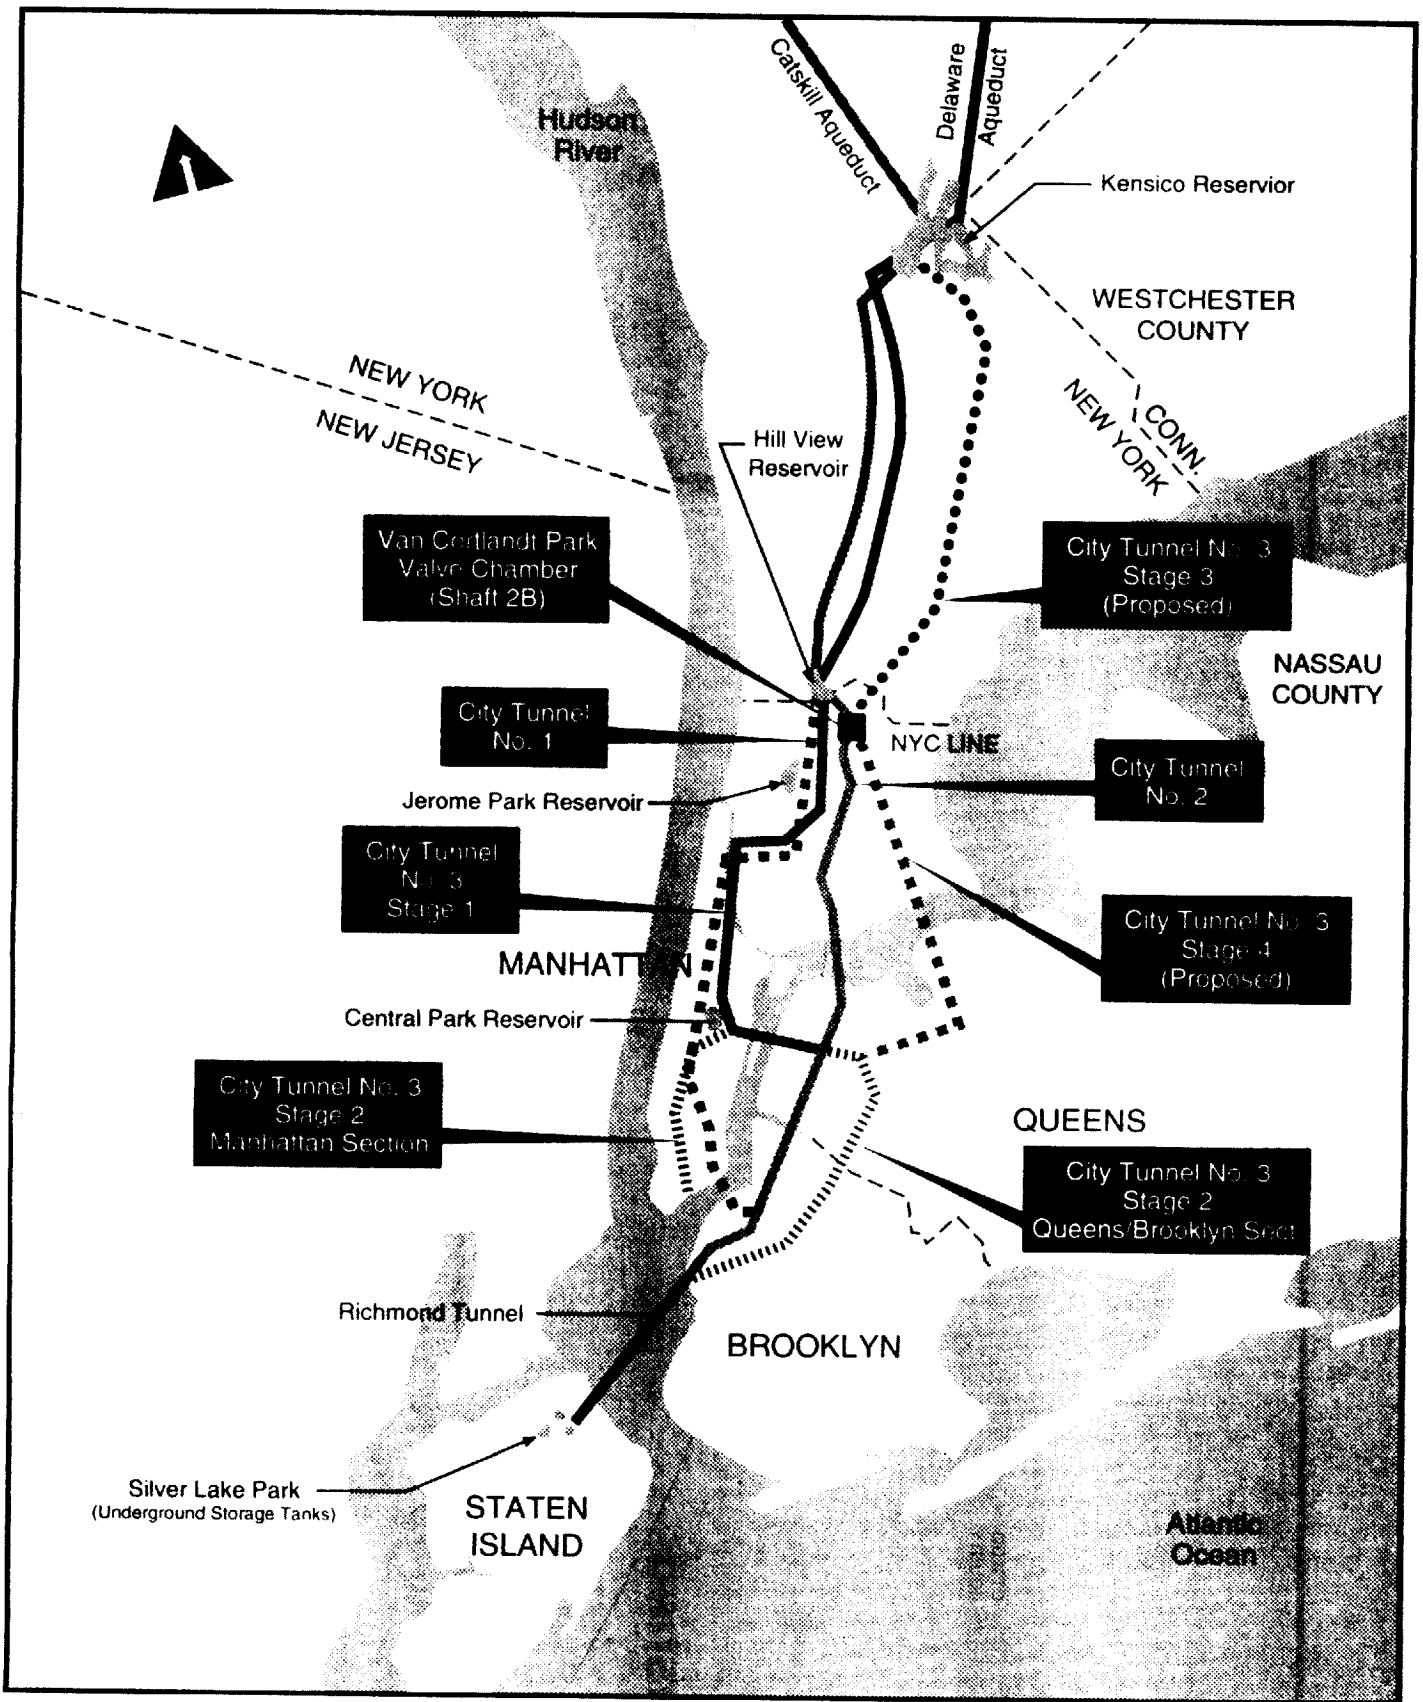 Catskill Aqueduct
Delaware
Aqueduct
Hudson
River
Kensico Reservior
WESTCHESTER
COUNTY
NEW YORK
NEW JERSEY
CONN.
NEW YORK
Hill View
Reservoir
Van Cortlandt Park
Valve Chamber
(Shaft 2B)
City Tunnel No. 3
Stage 3
(Proposed)
NASSAU
COUNTY
City Tunnel
No. 1
NYC LINE
City Tunnel
No. 2
Jerome Park Reservoir
City Tunnel
No. 3
Stage 1
City Tunnel No. 3
Stage 4
(Proposed)
MANHATTAN
Central Park Reservoir
City Tunnel No. 3
Stage 2
Manhattan Section
QUEENS
City Tunnel No. 3
Stage 2
Queens/Brooklyn Sect.
Richmond Tunnel
BROOKLYN
Silver Lake Park
(Underground Storage Tanks)
STATEN
ISLAND
Atlantic
Ocean